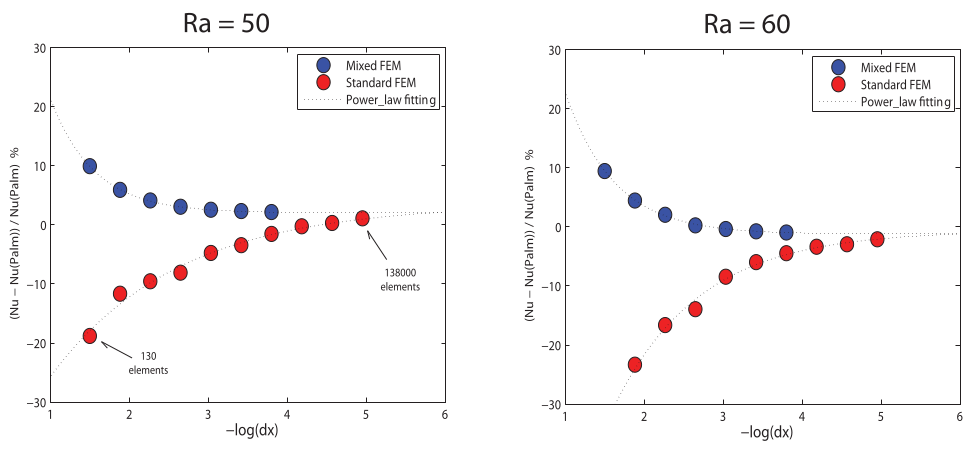 Ra = 50
30
20
10
0
−10
−20
−30
1
2
3
4
5
6
(Nu − Nu(Palm)) / Nu(Palm) %
−log(dx)
Mixed FEM
Standard FEM
Power_law fitting
130
elements
138000
elements
Ra = 60
30
20
10
0
−10
−20
−30
1
2
3
4
5
6
(Nu − Nu(Palm)) / Nu(Palm) %
−log(dx)
Mixed FEM
Standard FEM
Power_law fitting